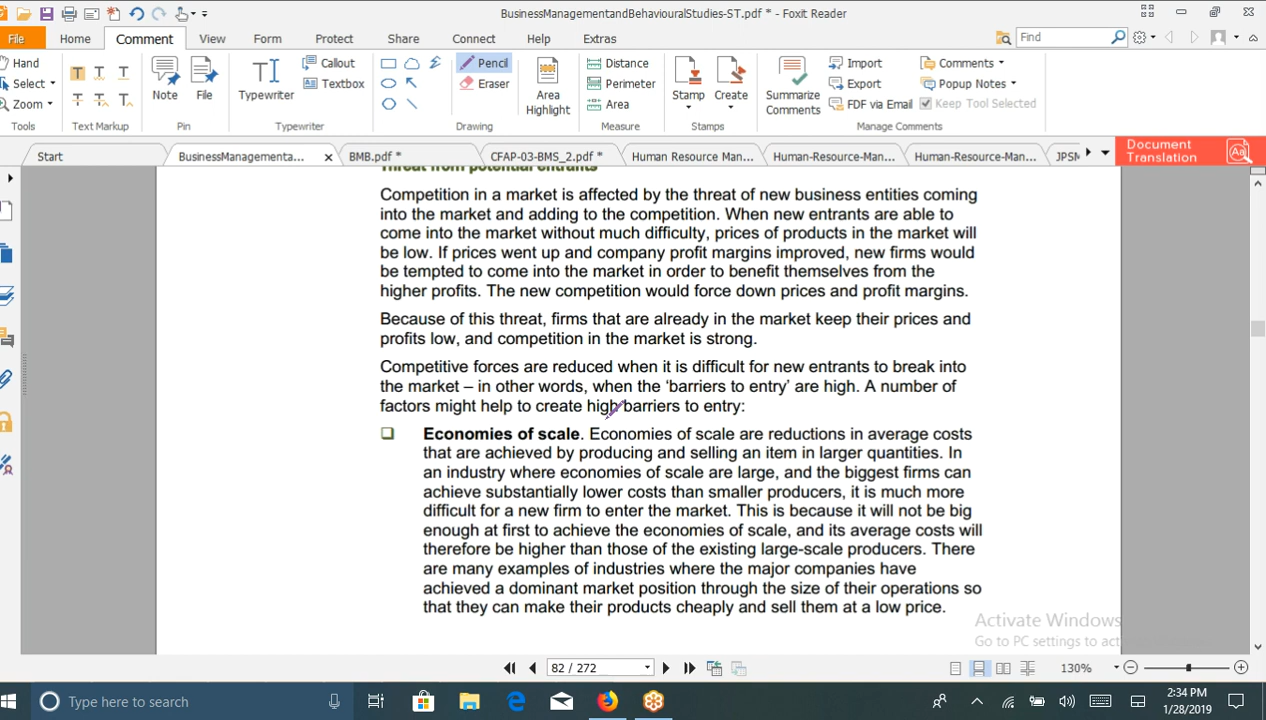 BusinessManagementandBehaviouralStudies-ST.pdf * - Foxit Reader
File Home Comment View Form Protect Share Connect Help Extras
Find
Hand
Select
Zoom
Tools
T T T
T T T
Text Markup
Note File
Pin
Typewriter
Callout
Textbox
Typewriter
Pencil
Eraser
Area Highlight
Drawing
Distance
Perimeter
Area
Measure
Stamp Create
Stamps
Summarize Comments
Import
Export
FDF via Email
Comments
Popup Notes
Keep Tool Selected
Manage Comments
Start BusinessManagementa... BMB.pdf * CFAP-03-BMS_2.pdf * Human Resource Man... Human-Resource-Man... Human-Resource-Man... JPSM
Document Translation
Threat from potential entrants
Competition in a market is affected by the threat of new business entities coming
into the market and adding to the competition. When new entrants are able to
come into the market without much difficulty, prices of products in the market will
be low. If prices went up and company profit margins improved, new firms would
be tempted to come into the market in order to benefit themselves from the
higher profits. The new competition would force down prices and profit margins.
Because of this threat, firms that are already in the market keep their prices and
profits low, and competition in the market is strong.
Competitive forces are reduced when it is difficult for new entrants to break into
the market – in other words, when the ‘barriers to entry’ are high. A number of
factors might help to create high barriers to entry:
❑ Economies of scale. Economies of scale are reductions in average costs
that are achieved by producing and selling an item in larger quantities. In
an industry where economies of scale are large, and the biggest firms can
achieve substantially lower costs than smaller producers, it is much more
difficult for a new firm to enter the market. This is because it will not be big
enough at first to achieve the economies of scale, and its average costs will
therefore be higher than those of the existing large-scale producers. There
are many examples of industries where the major companies have
achieved a dominant market position through the size of their operations so
that they can make their products cheaply and sell them at a low price.
Activate Windows
Go to PC settings to act
82 / 272
130%
Type here to search
2:34 PM
1/28/2019